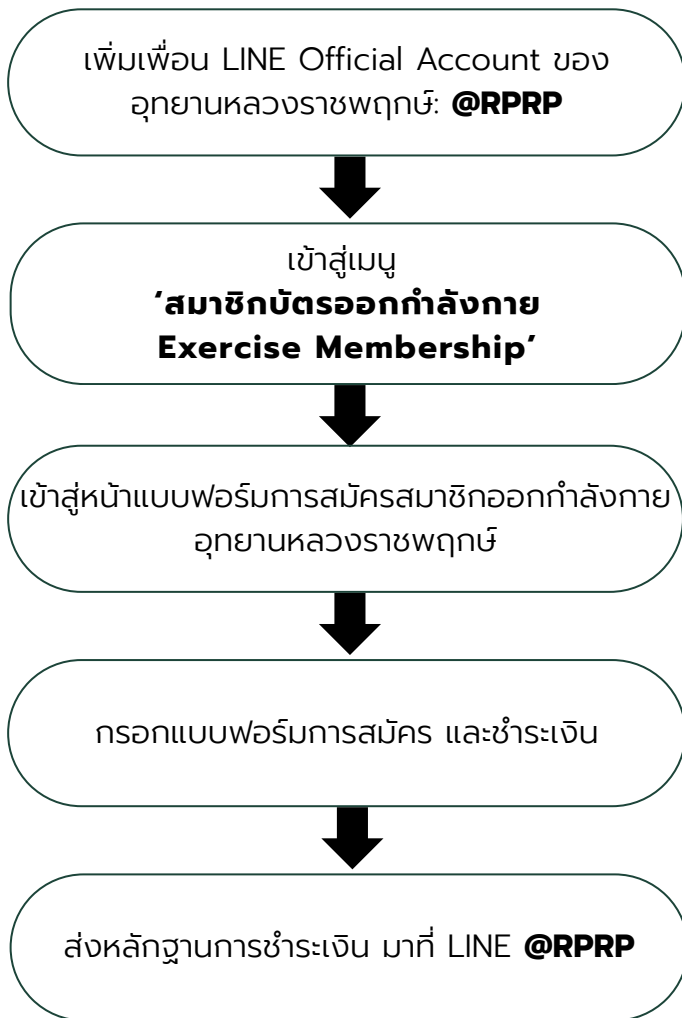 เพิ่มเพื่อน LINE Official Account ของ
อุทยานหลวงราชพฤกษ์: @RPRP
เข้าสู่เมนู
‘สมาชิกบัตรออกกำลังกาย
Exercise Membership’
เข้าสู่หน้าแบบฟอร์มการสมัครสมาชิกออกกำลังกาย
อุทยานหลวงราชพฤกษ์
กรอกแบบฟอร์มการสมัคร และชำระเงิน
ส่งหลักฐานการชำระเงิน มาที่ LINE @RPRP